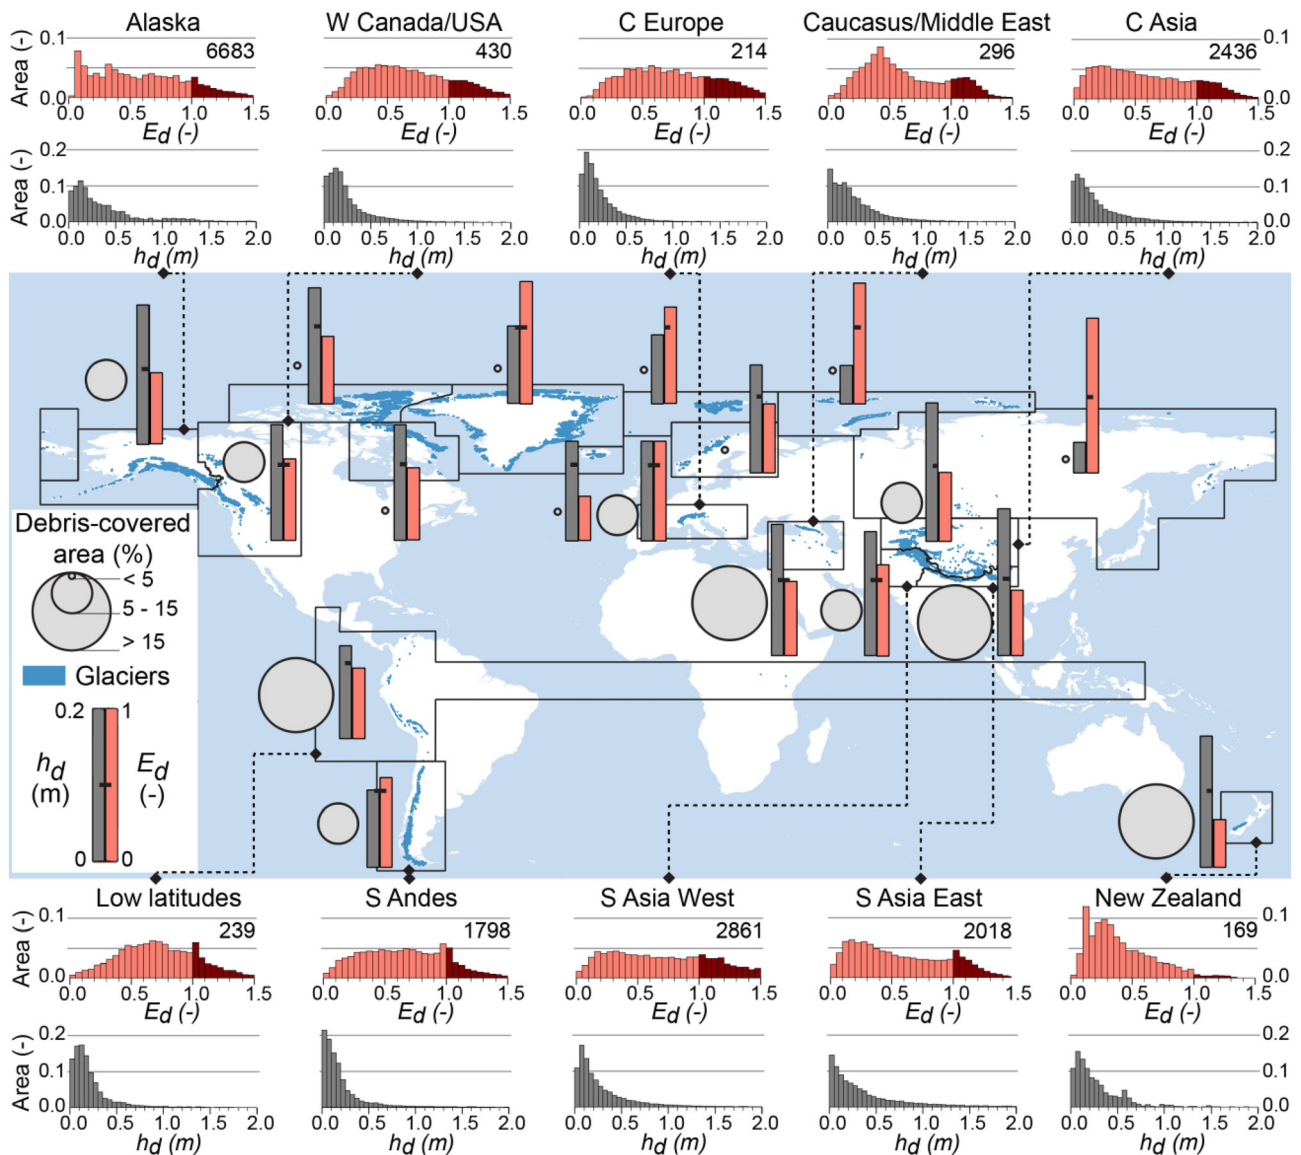 Alaska
W Canada/USA
C Europe
Caucasus/Middle East
C Asia
Area (-)
0.1
0.0
6683
430
214
296
2436
0.1
0.0
0.0 0.5 1.0 1.5
0.0 0.5 1.0 1.5
0.0 0.5 1.0 1.5
0.0 0.5 1.0 1.5
0.0 0.5 1.0 1.5
Ed (-)
Ed (-)
Ed (-)
Ed (-)
Ed (-)
Area (-)
0.2
0.1
0.0
0.2
0.1
0.0
0.0 0.5 1.0 1.5 2.0
0.0 0.5 1.0 1.5 2.0
0.0 0.5 1.0 1.5 2.0
0.0 0.5 1.0 1.5 2.0
0.0 0.5 1.0 1.5 2.0
hd (m)
hd (m)
hd (m)
hd (m)
hd (m)
Debris-covered
area (%)
< 5
5 - 15
> 15
Glaciers
0.2 1
hd Ed
(m) (-)
0 0
Low latitudes
S Andes
S Asia West
S Asia East
New Zealand
Area (-)
0.1
0.0
239
1798
2861
2018
169
0.1
0.0
0.0 0.5 1.0 1.5
0.0 0.5 1.0 1.5
0.0 0.5 1.0 1.5
0.0 0.5 1.0 1.5
0.0 0.5 1.0 1.5
Ed (-)
Ed (-)
Ed (-)
Ed (-)
Ed (-)
Area (-)
0.2
0.1
0.0
0.2
0.1
0.0
0.0 0.5 1.0 1.5 2.0
0.0 0.5 1.0 1.5 2.0
0.0 0.5 1.0 1.5 2.0
0.0 0.5 1.0 1.5 2.0
0.0 0.5 1.0 1.5 2.0
hd (m)
hd (m)
hd (m)
hd (m)
hd (m)